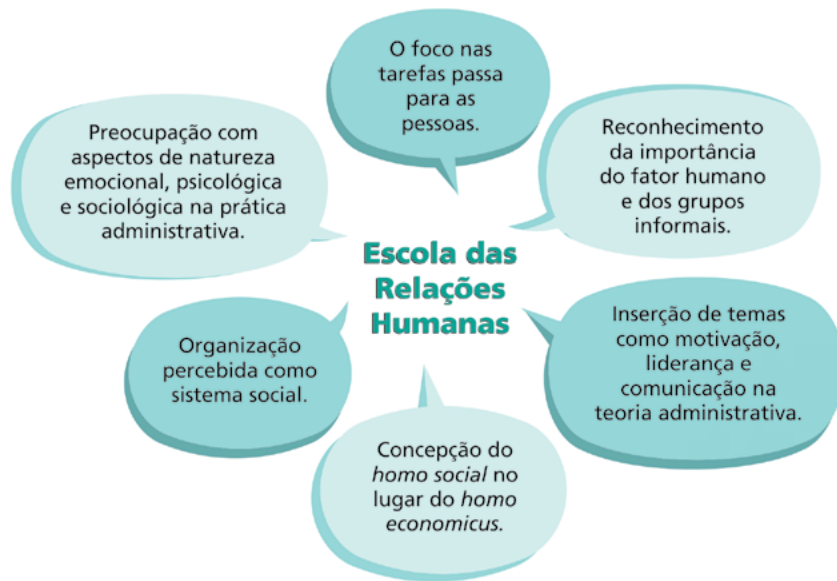 O foco nas
tarefas passa
para as
pessoas.
Preocupação com
aspectos de natureza
emocional, psicológica
e sociológica na prática
administrativa.
Reconhecimento
da importância
do fator humano
e dos grupos
informais.
Escola das
Relações
Humanas
Organização
percebida como
sistema social.
Inserção de temas
como motivação,
liderança e
comunicação na
teoria administrativa.
Concepção do
homo social no
lugar do homo
economicus.